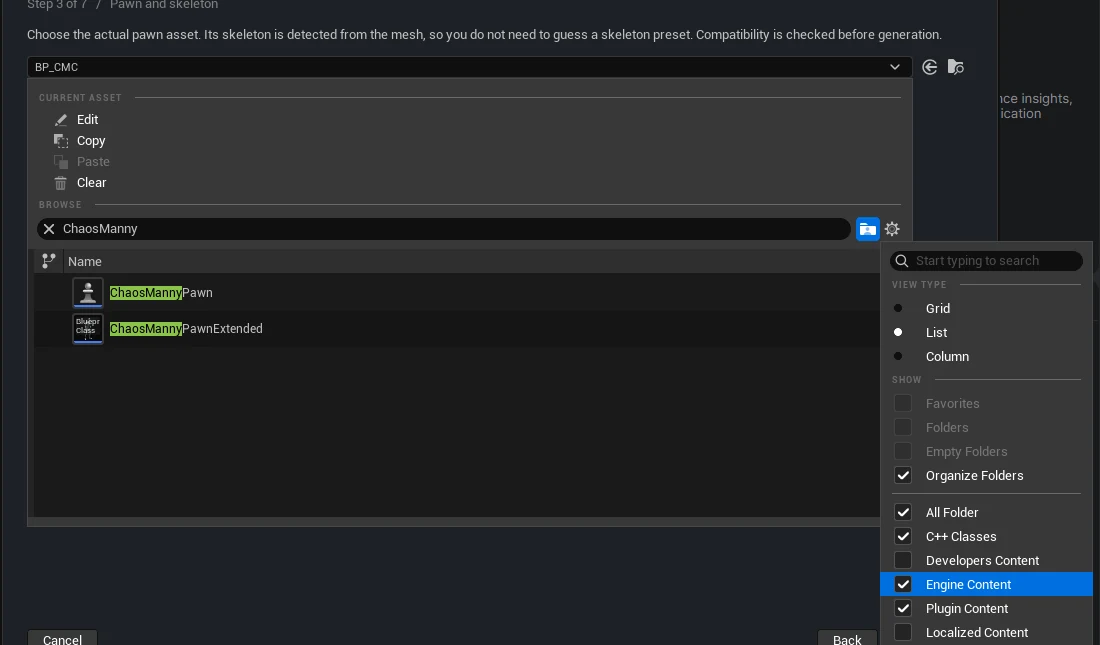 Step 3 of 7 / Pawn and skeleton
Choose the actual pawn asset. Its skeleton is detected from the mesh, so you do not need to guess a skeleton preset. Compatibility is checked before generation.
BP_CMC
nce insights,
ication
CURRENT ASSET
Edit
Copy
Paste
Clear
BROWSE
ChaosManny
Name
ChaosMannyPawn
Bluepr
Class
ChaosMannyPawnExtended
Start typing to search
VIEW TYPE
Grid
List
Column
SHOW
Favorites
Folders
Empty Folders
Organize Folders
All Folder
C++ Classes
Developers Content
Engine Content
Plugin Content
Localized Content
Cancel
Back